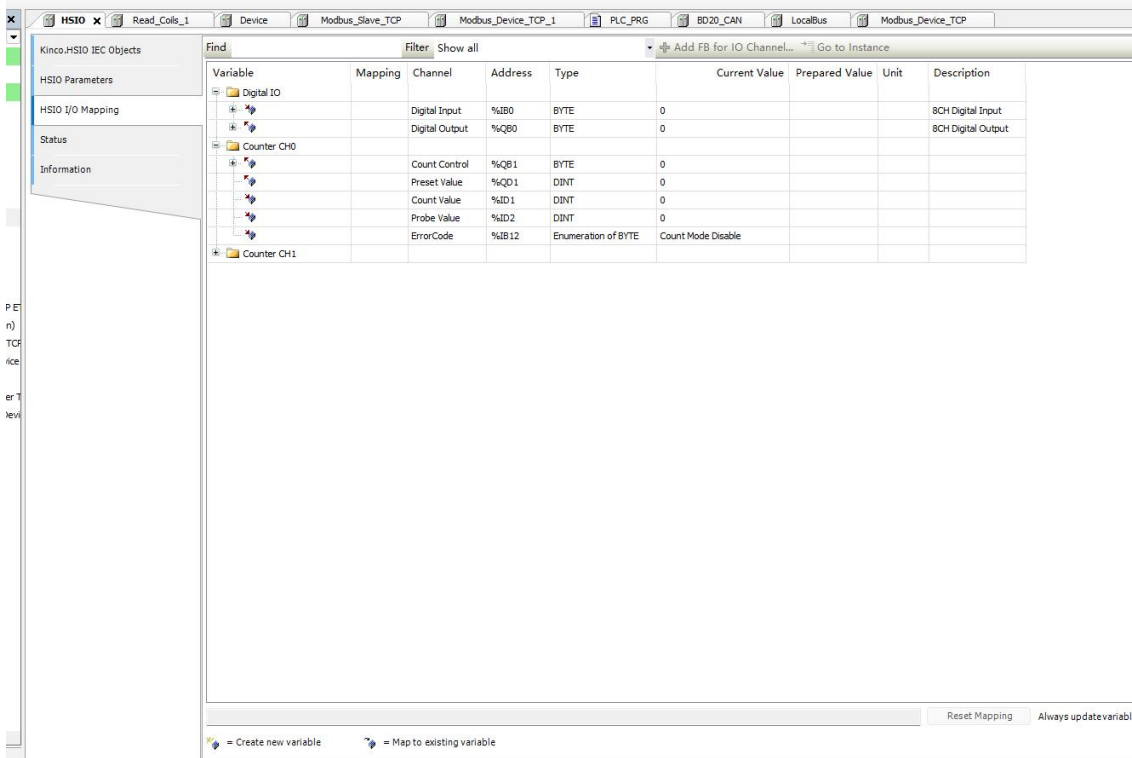 HSIO Read_Coils_1 Device Modbus_Slave_TCP Modbus_Device_TCP_1 PLC_PRG BD20_CAN LocalBus Modbus_Device_TCP
Kinco.HSIO IEC Objects
HSIO Parameters
HSIO I/O Mapping
Status
Information
Find Filter Show all Add FB for IO Channel... Go to Instance
Variable Mapping Channel Address Type Current Value Prepared Value Unit Description
Digital IO
Digital Input %IB0 BYTE 0 8CH Digital Input
Digital Output %QB0 BYTE 0 8CH Digital Output
Counter CH0
Count Control %QB1 BYTE 0
Preset Value %QD1 DINT 0
Count Value %ID1 DINT 0
Probe Value %ID2 DINT 0
ErrorCode %IB12 Enumeration of BYTE Count Mode Disable
Counter CH1
P ET
n)
TCP
vice
er T
Devi
Reset Mapping Always update variabl
= Create new variable = Map to existing variable